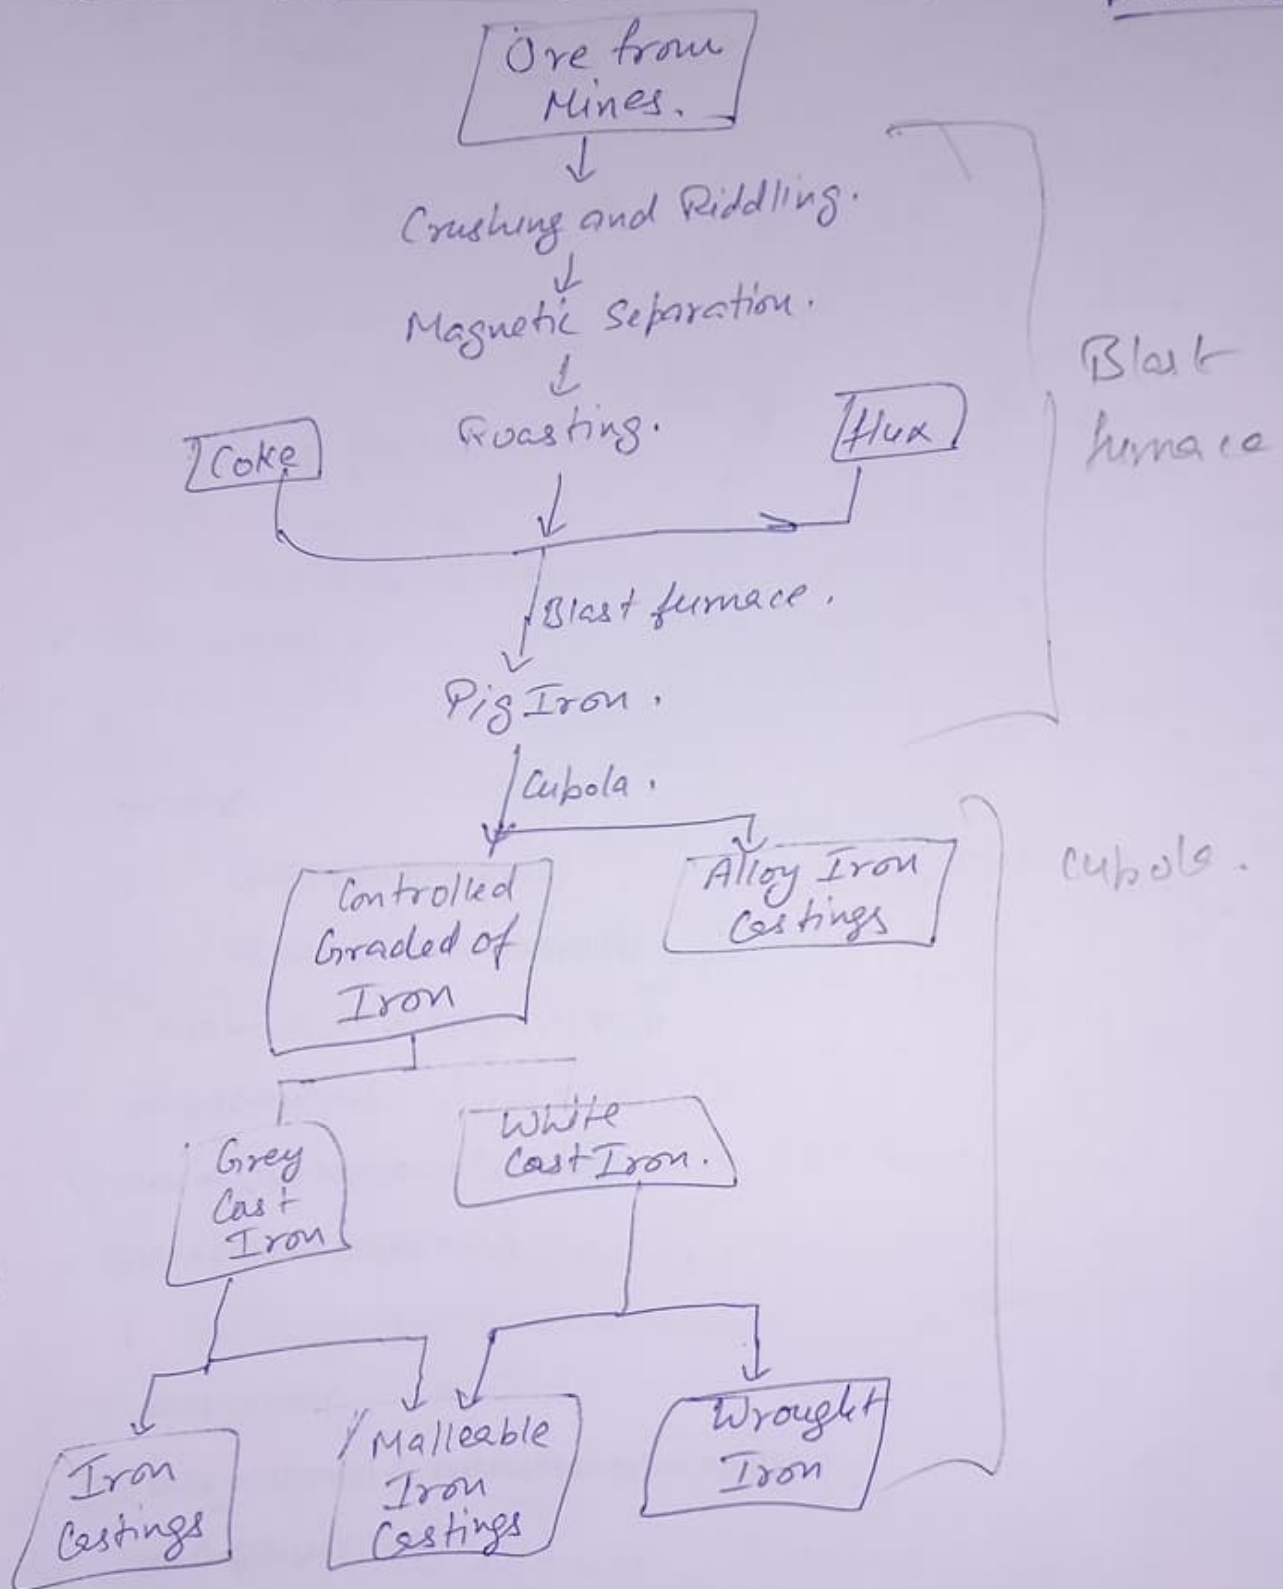 Ore from
Mines.
Crushing and Riddling.
Magnetic Separation.
Roasting.
Coke
flux
Blast
furnace
Blast furnace.
Pig Iron.
Cubola.
Controlled
Graded of
Iron
Alloy Iron
Castings
Cubola.
Grey
Cast
Iron
White
Cast Iron.
Iron
Castings
Malleable
Iron
Castings
Wrought
Iron